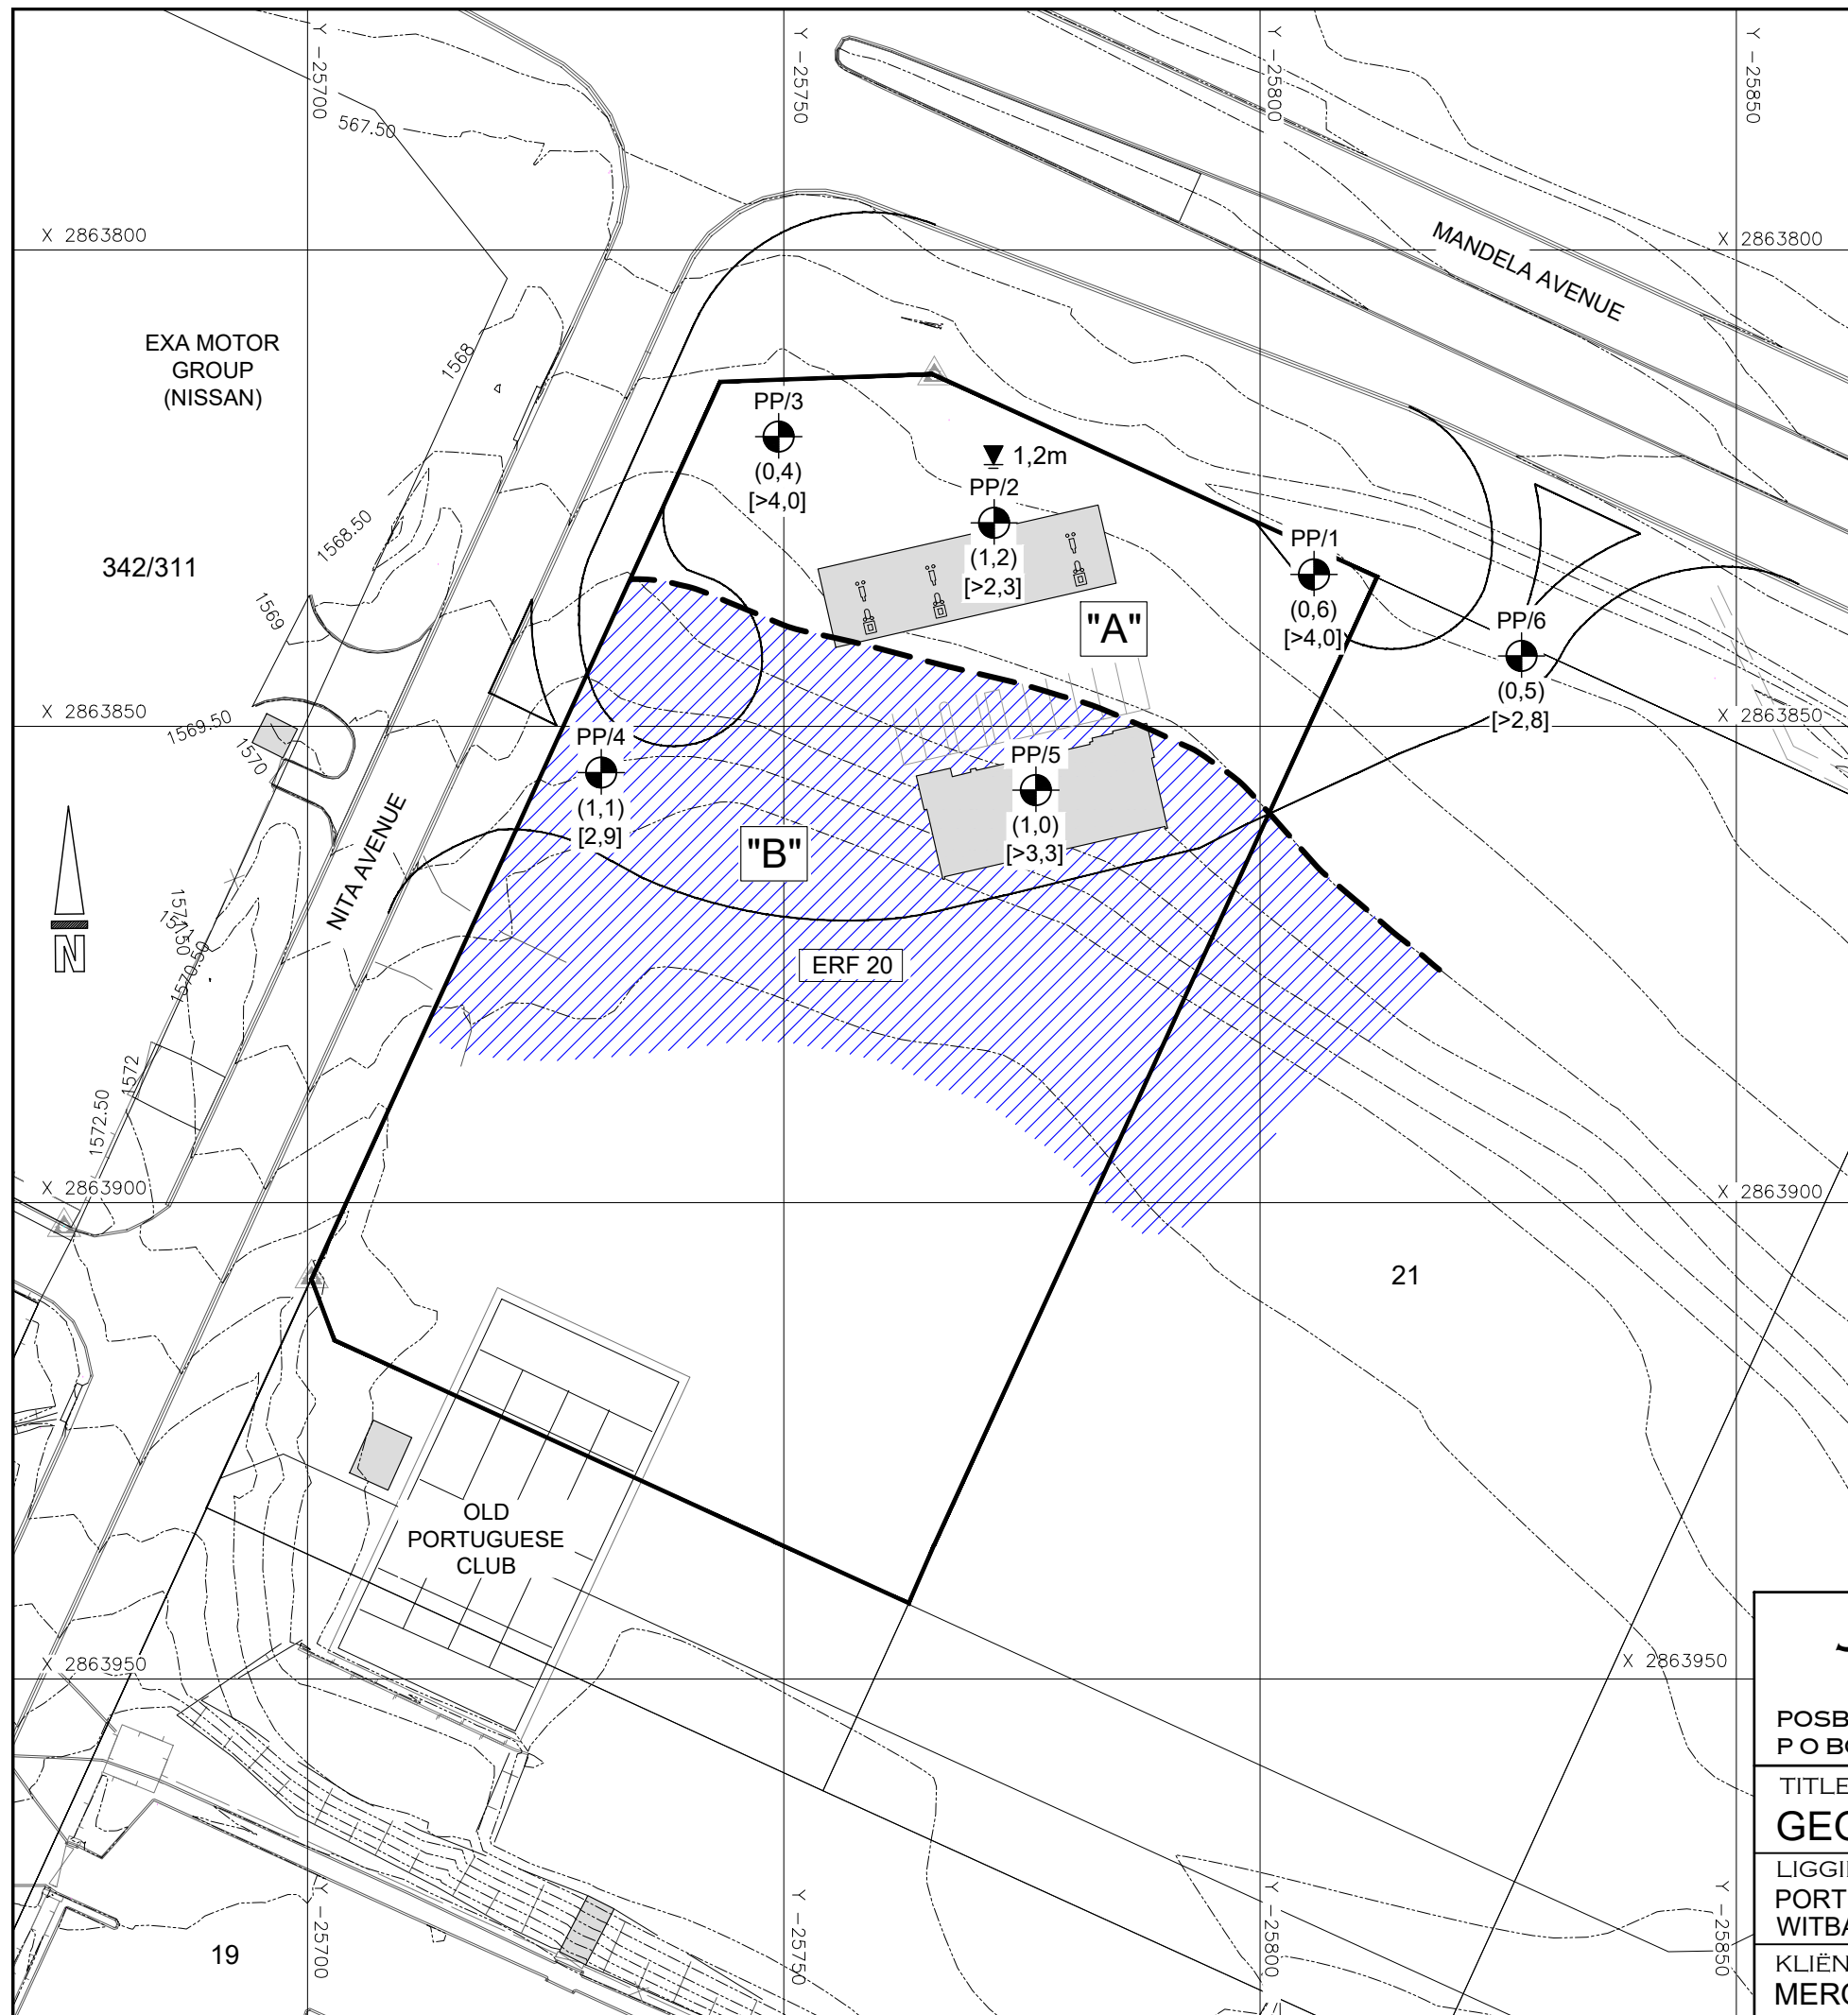 Y -25700
Y -25750
Y -25800
Y -25850
567.50
X 2863800
X 2863800
MANDELA AVENUE
EXA MOTOR
GROUP
(NISSAN)
1568
PP/3
(0,4)
[>4,0]
1,2m
PP/2
(1,2)
[>2,3]
PP/1
(0,6)
[>4,0]
1568.50
342/311
1569
"A"
PP/6
(0,5)
[>2,8]
1569.50
X 2863850
X 2863850
1570
PP/4
(1,1)
[2,9]
PP/5
(1,0)
[>3,3]
NITA AVENUE
"B"
N
1570.50
ERF 20
1572
1572.50
X 2863900
X 2863900
21
OLD
PORTUGUESE
CLUB
X 2863950
X 2863950
POSB
P O BO
TITLE
GEO
LIGGI
PORT
WITBA
KLIËN
MERC
19
Y -25700
Y -25750
Y -25800
Y -25850